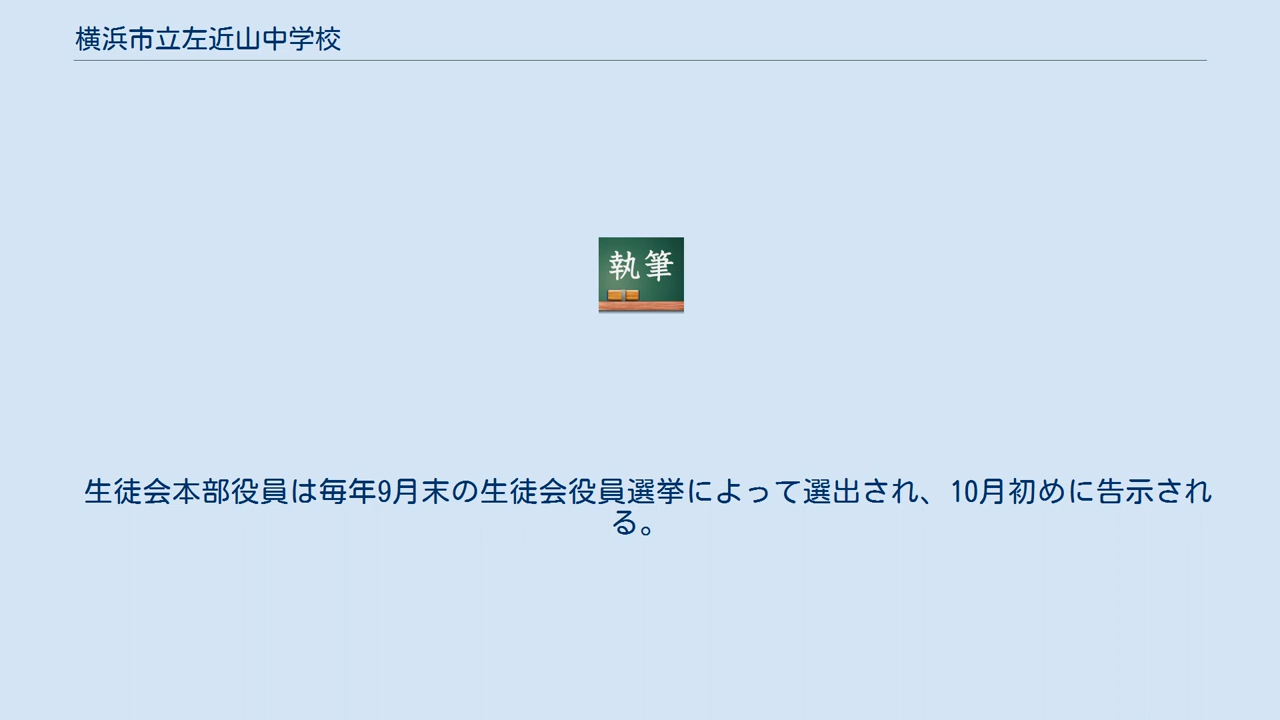 横浜市立左近山中学校
執筆
生徒会本部役員は毎年9月末の生徒会役員選挙によって選出され、10月初めに告示され
る。